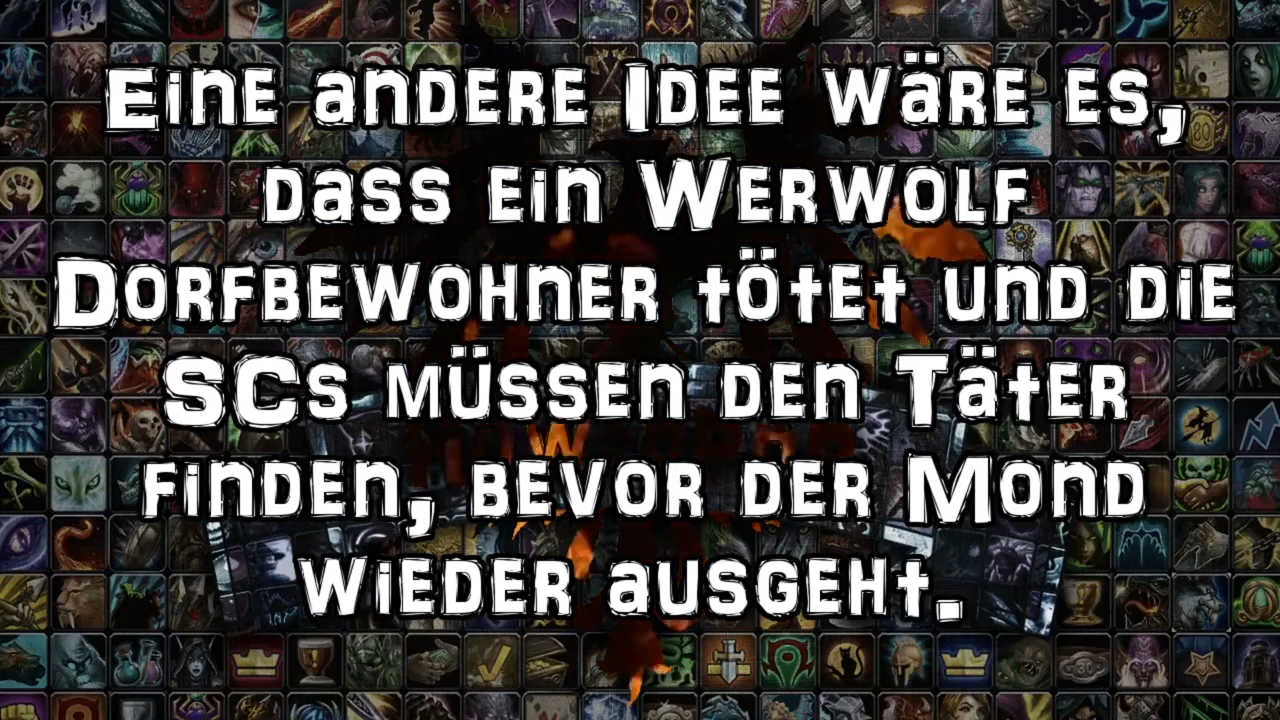 Eine andere Idee wäre es,
dass ein Werwolf
Dorfbewohner tötet und die
SCs müssen den Täter
finden, bevor der Mond
wieder ausgeht.